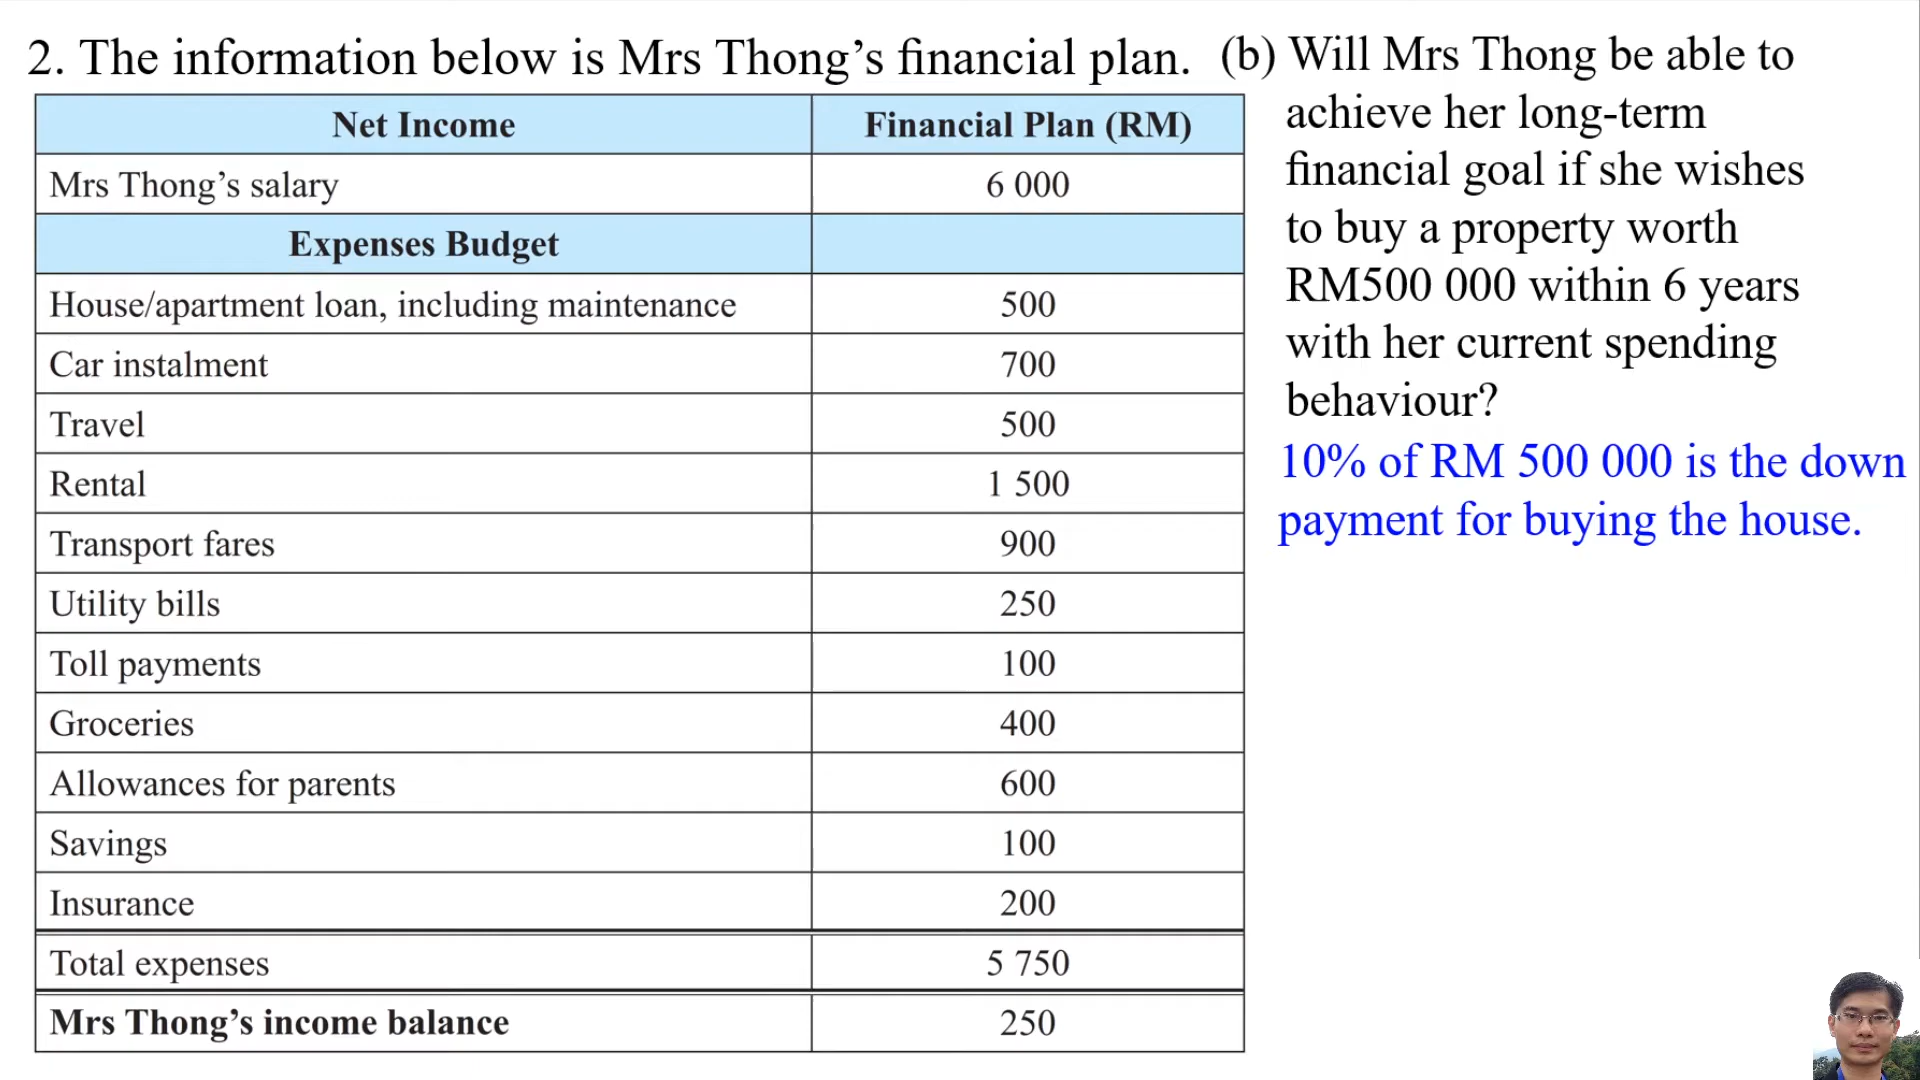 2. The information below is Mrs Thong’s financial plan.
Net Income Financial Plan (RM)
Mrs Thong’s salary 6 000
Expenses Budget
House/apartment loan, including maintenance 500
Car instalment 700
Travel 500
Rental 1 500
Transport fares 900
Utility bills 250
Toll payments 100
Groceries 400
Allowances for parents 600
Savings 100
Insurance 200
Total expenses 5 750
Mrs Thong’s income balance 250
(b) Will Mrs Thong be able to
achieve her long-term
financial goal if she wishes
to buy a property worth
RM500 000 within 6 years
with her current spending
behaviour?
10% of RM 500 000 is the down
payment for buying the house.